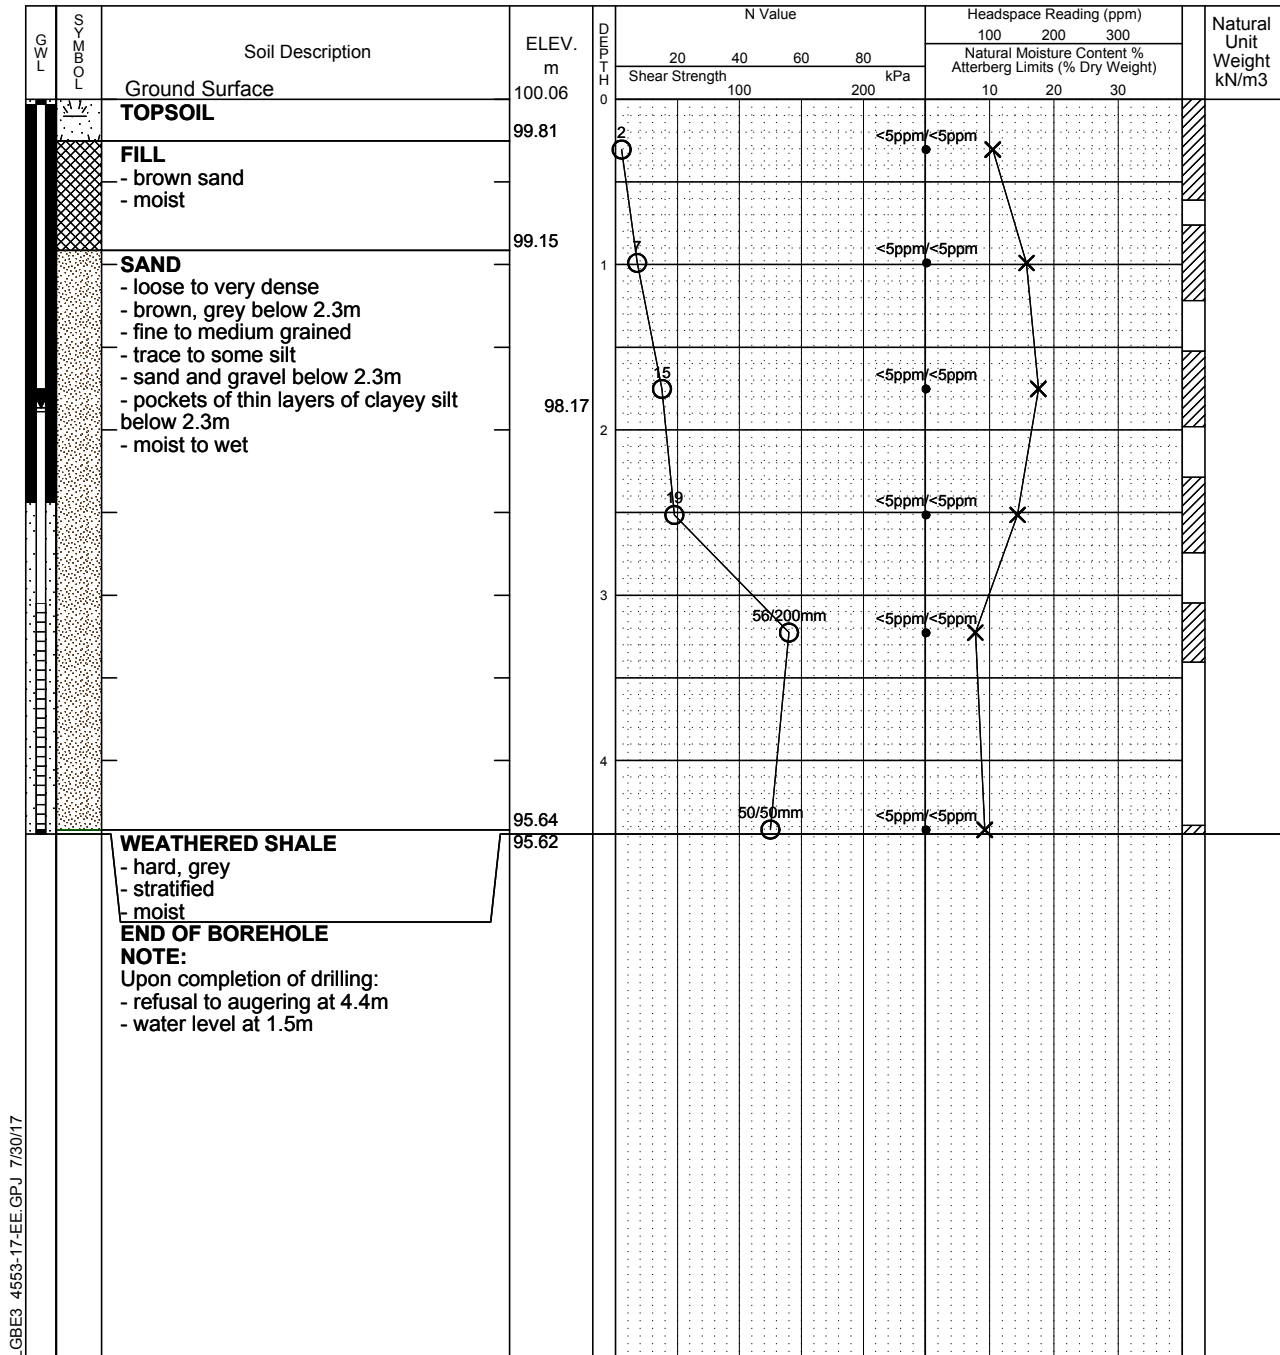 GWL
SYMBOL
Soil Description
Ground Surface
ELEV.
m
100.06
DEPTH
N Value
20 40 60 80
Shear Strength kPa
100 200
Headspace Reading (ppm)
100 200 300
Natural Moisture Content %
Atterberg Limits (% Dry Weight)
10 20 30
Natural
Unit
Weight
kN/m3
0
TOPSOIL
99.81
FILL
- brown sand
- moist
99.15
2
<5ppm/<5ppm
SAND
- loose to very dense
- brown, grey below 2.3m
- fine to medium grained
- trace to some silt
- sand and gravel below 2.3m
- pockets of thin layers of clayey silt
below 2.3m
- moist to wet
98.17
7
<5ppm/<5ppm
1
15
<5ppm/<5ppm
2
19
<5ppm/<5ppm
3
56/200mm
<5ppm/<5ppm
4
50/50mm
<5ppm/<5ppm
95.64
WEATHERED SHALE
95.62
- hard, grey
- stratified
- moist
END OF BOREHOLE
NOTE:
Upon completion of drilling:
- refusal to augering at 4.4m
- water level at 1.5m
LGBE3 4553-17-EE.GPJ 7/30/17